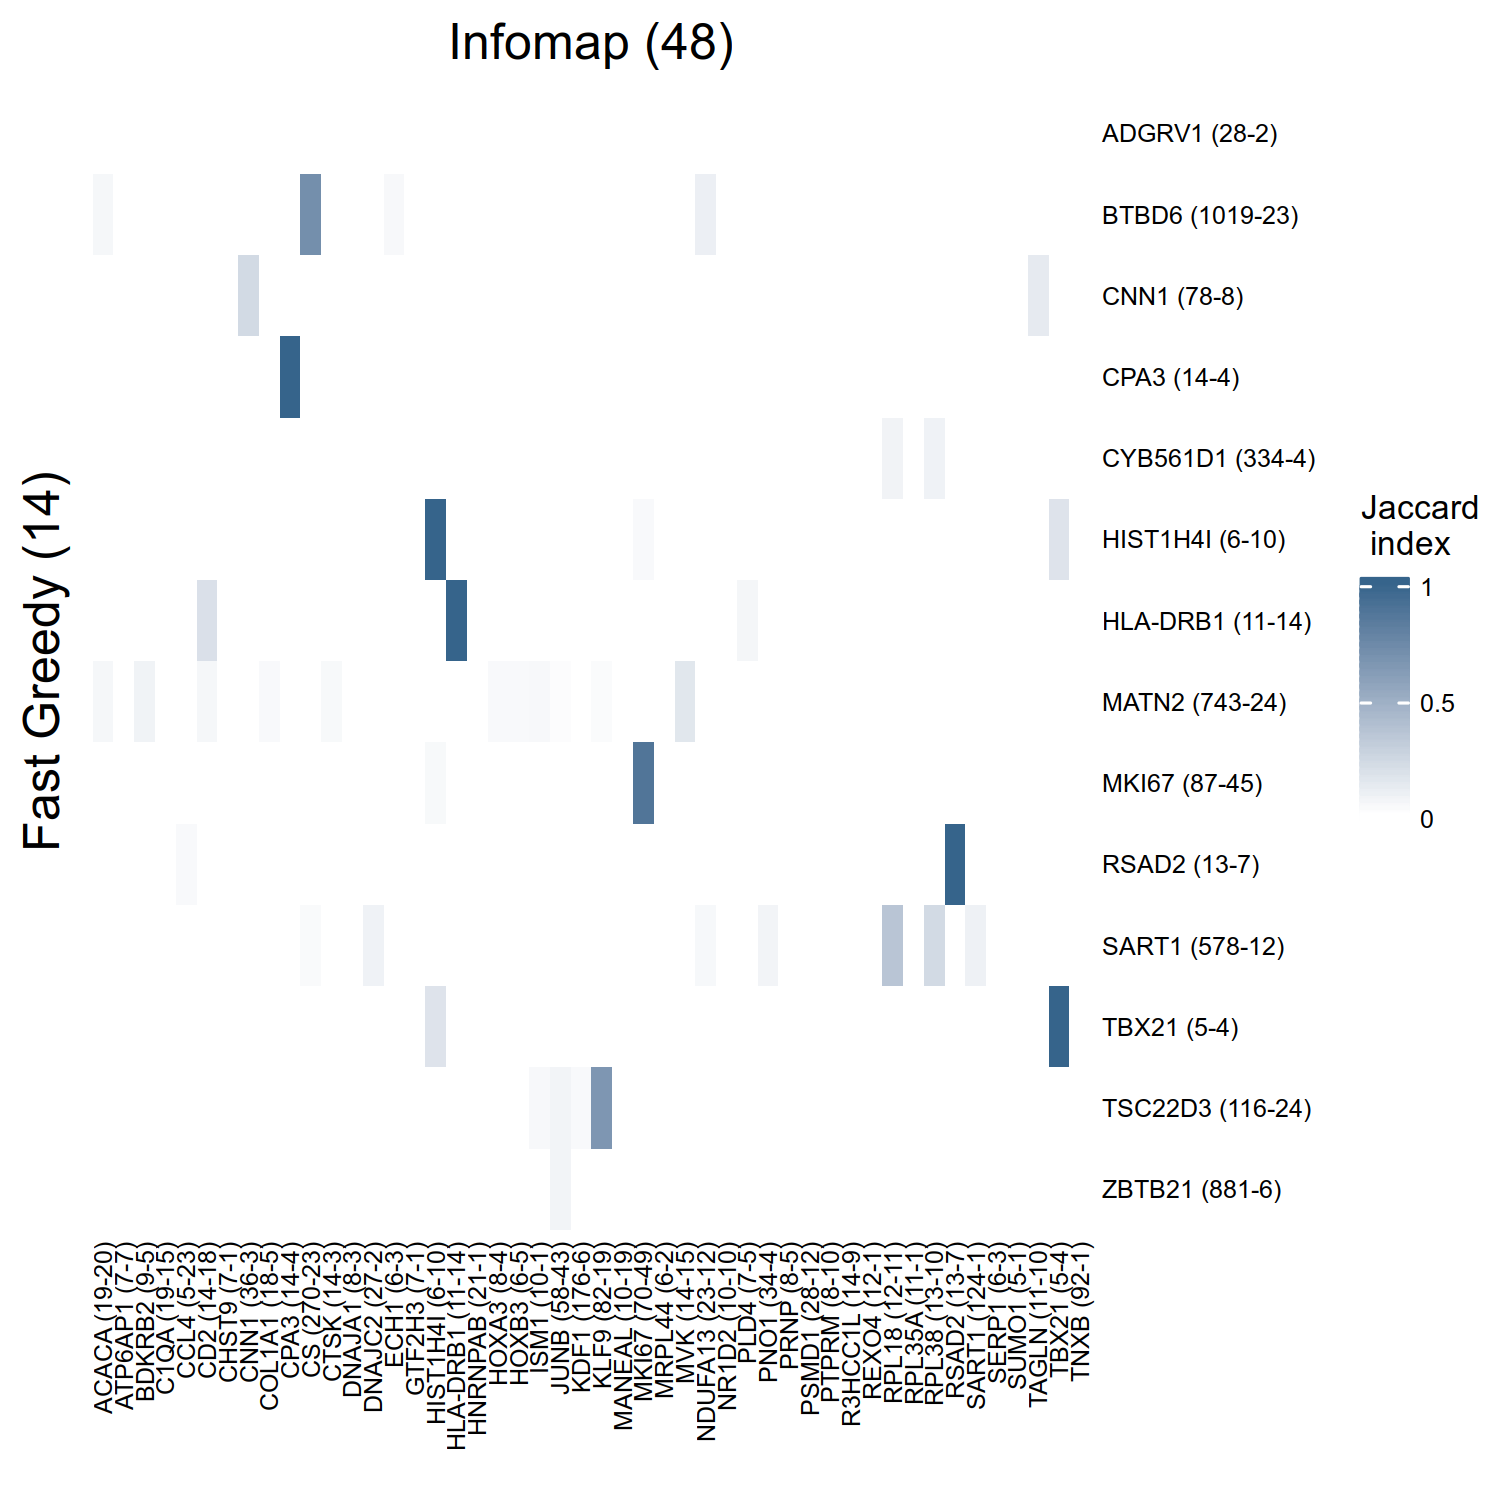 Infomap (48)
Fast Greedy (14)
ADGRV1 (28-2)
BTBD6 (1019-23)
CNN1 (78-8)
CPA3 (14-4)
CYB561D1 (334-4)
HIST1H4I (6-10)
HLA-DRB1 (11-14)
MATN2 (743-24)
MKI67 (87-45)
RSAD2 (13-7)
SART1 (578-12)
TBX21 (5-4)
TSC22D3 (116-24)
ZBTB21 (881-6)
Jaccard
index
1
0.5
0
ACACA (19-20)
ATP6AP1 (7-7)
BDKRB2 (9-5)
C1QA (19-15)
CCL4 (5-23)
CD2 (14-18)
CHST9 (7-1)
CNN1 (36-3)
COL1A1 (18-5)
CPA3 (14-4)
CS (270-23)
CTSK (14-3)
DNAJA1 (8-3)
DNAJC2 (27-2)
ECH1 (6-3)
GTF2H3 (7-1)
HIST1H4I (6-10)
HLA-DRB1 (11-14)
HNRNPAB (21-1)
HOXA3 (8-4)
HOXB3 (6-5)
ISM1 (10-1)
JUNB (58-43)
KDF1 (176-6)
KLF9 (82-19)
MANEAL (10-19)
MKI67 (70-49)
MRPL44 (6-2)
MVK (14-15)
NDUFA13 (23-12)
NR1D2 (10-10)
PLD4 (7-5)
PNO1 (34-4)
PRNP (8-5)
PSMD1 (28-12)
PTPRM (8-10)
R3HCC1L (14-9)
REXO4 (12-1)
RPL18 (12-11)
RPL35A (11-1)
RPL38 (13-10)
RSAD2 (13-7)
SART1 (124-1)
SERP1 (6-3)
SUMO1 (5-1)
TAGLN (11-10)
TBX21 (5-4)
TNXB (92-1)